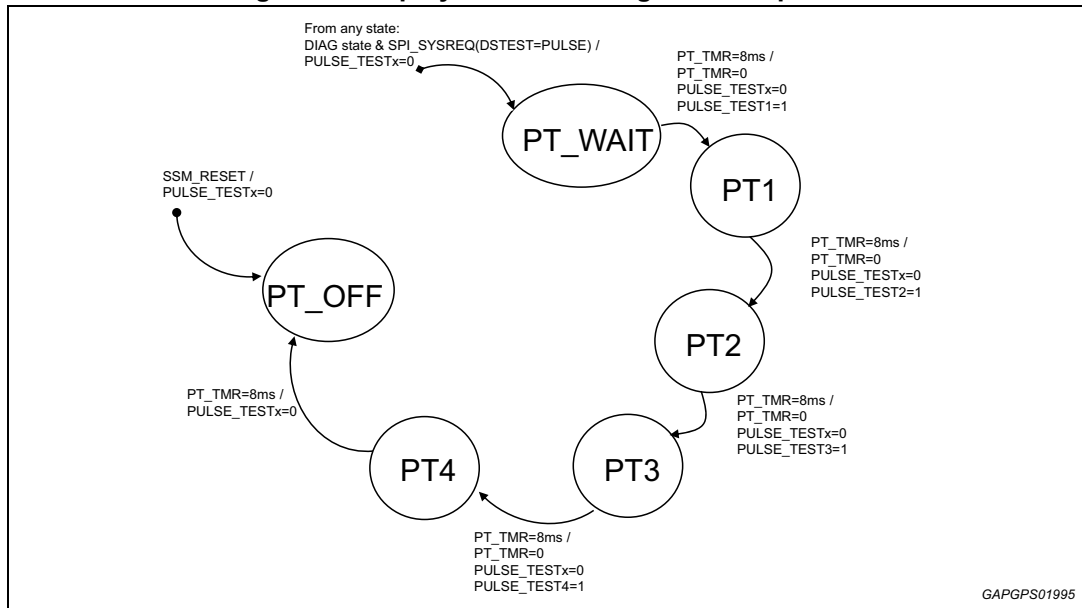 From any state:
DIAG state & SPI_SYSREQ(DSTEST=PULSE) /
PULSE_TESTx=0
PT_TMR=8ms /
PT_TMR=0
PULSE_TESTx=0
PULSE_TEST1=1
PT_WAIT
SSM_RESET /
PULSE_TESTx=0
PT1
PT_TMR=8ms /
PT_TMR=0
PULSE_TESTx=0
PULSE_TEST2=1
PT_OFF
PT2
PT_TMR=8ms /
PULSE_TESTx=0
PT_TMR=8ms /
PT_TMR=0
PULSE_TESTx=0
PULSE_TEST3=1
PT4
PT3
PT_TMR=8ms /
PT_TMR=0
PULSE_TESTx=0
PULSE_TEST4=1
GAPGPS01995